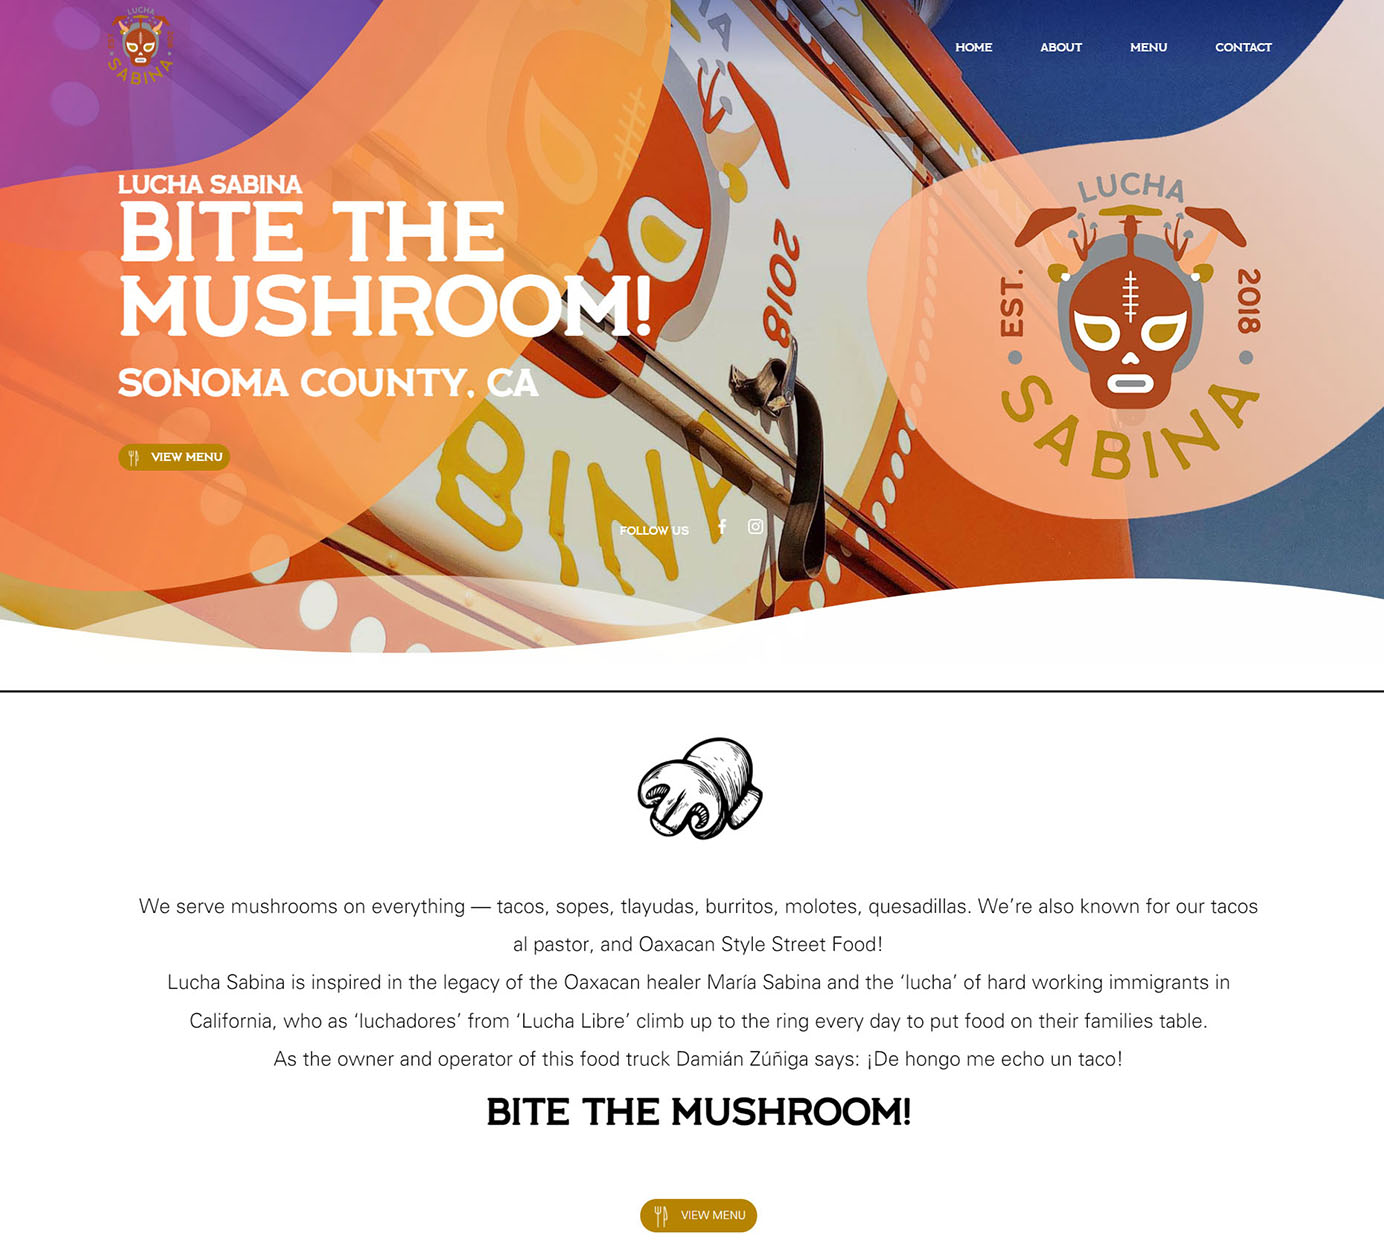 LUCHA
SABINA
HOME
ABOUT
MENU
CONTACT
LUCHA SABINA
BITE THE
MUSHROOM!
SONOMA COUNTY, CA
VIEW MENU
2018
BINA
FOLLOW US
LUCHA
EST.
2018
SABINA
We serve mushrooms on everything — tacos, sopes, tlayudas, burritos, molotes, quesadillas. We’re also known for our tacos
al pastor, and Oaxacan Style Street Food!
Lucha Sabina is inspired in the legacy of the Oaxacan healer María Sabina and the ‘lucha’ of hard working immigrants in
California, who as ‘luchadores’ from ‘Lucha Libre’ climb up to the ring every day to put food on their families table.
As the owner and operator of this food truck Damián Zúñiga says: ¡De hongo me echo un taco!
BITE THE MUSHROOM!
VIEW MENU